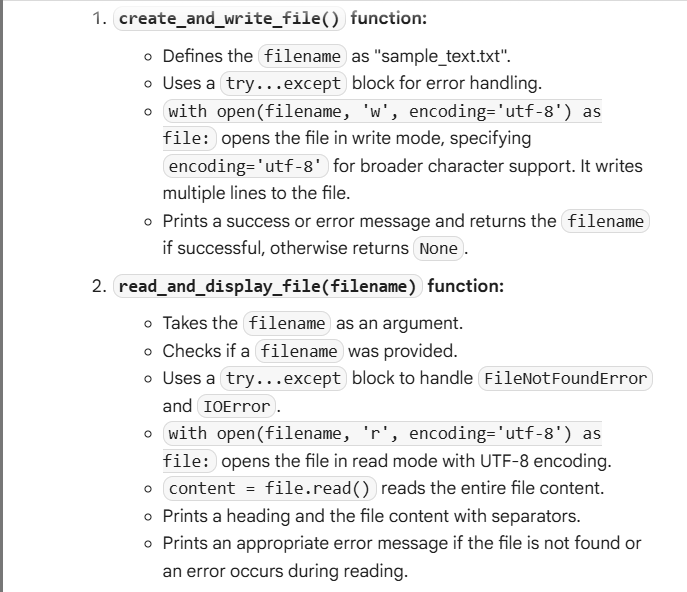 1. create_and_write_file() function:
○ Defines the filename as "sample_text.txt".
○ Uses a try...except block for error handling.
○ with open(filename, 'w', encoding='utf-8') as
file: opens the file in write mode, specifying
encoding='utf-8' for broader character support. It writes
multiple lines to the file.
○ Prints a success or error message and returns the filename
if successful, otherwise returns None.
2. read_and_display_file(filename) function:
○ Takes the filename as an argument.
○ Checks if a filename was provided.
○ Uses a try...except block to handle FileNotFoundError
and IOError.
○ with open(filename, 'r', encoding='utf-8') as
file: opens the file in read mode with UTF-8 encoding.
○ content = file.read() reads the entire file content.
○ Prints a heading and the file content with separators.
○ Prints an appropriate error message if the file is not found or
an error occurs during reading.